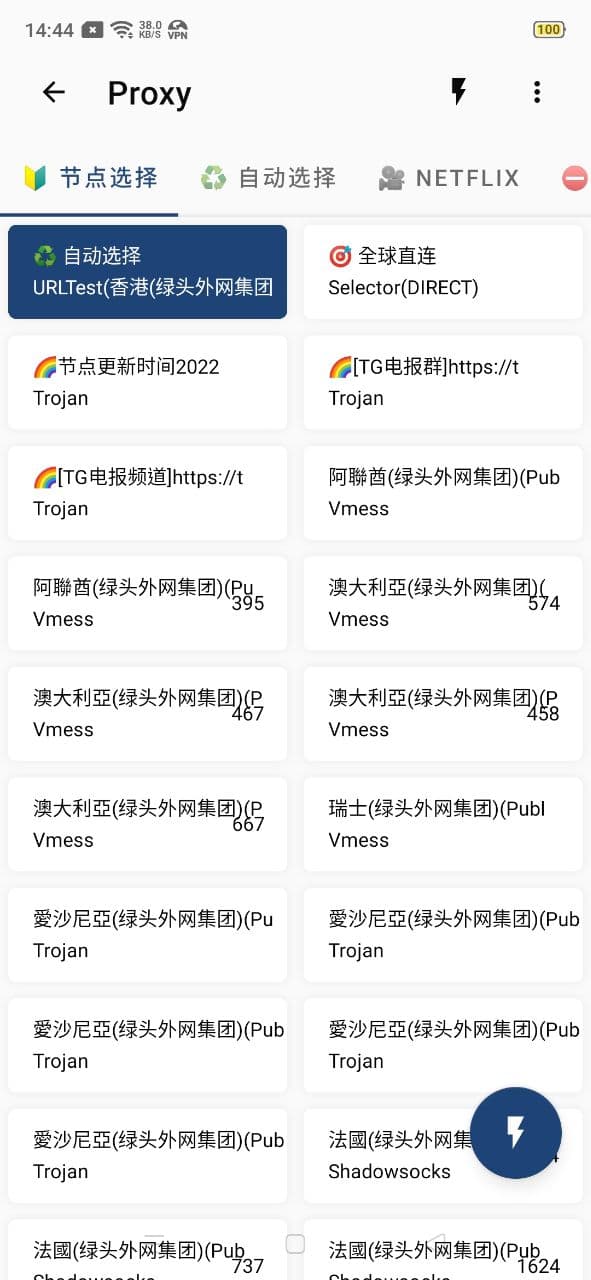 14:44 38.0 KB/S VPN 100
Proxy
节点选择 自动选择 NETFLIX
自动选择
URLTest(香港(绿头外网集团
全球直连
Selector(DIRECT)
节点更新时间2022
Trojan
[TG电报群]https://t
Trojan
[TG电报频道]https://t
Trojan
阿聯酋(绿头外网集团)(Pub
Vmess
阿聯酋(绿头外网集团)(Pu
395
Vmess
澳大利亞(绿头外网集团)(
574
Vmess
澳大利亞(绿头外网集团)(P
467
Vmess
澳大利亞(绿头外网集团)(P
458
Vmess
澳大利亞(绿头外网集团)(P
667
Vmess
瑞士(绿头外网集团)(Publ
Vmess
愛沙尼亞(绿头外网集团)(Pu
Trojan
愛沙尼亞(绿头外网集团)(Pub
Trojan
愛沙尼亞(绿头外网集团)(Pub
Trojan
愛沙尼亞(绿头外网集团)(Pub
Trojan
愛沙尼亞(绿头外网集团)(Pub
Trojan
法國(绿头外网集
Shadowsocks
法國(绿头外网集团)(Pub
737
Shadowsocks
法國(绿头外网集团)(Pub
1624
Shadowsocks